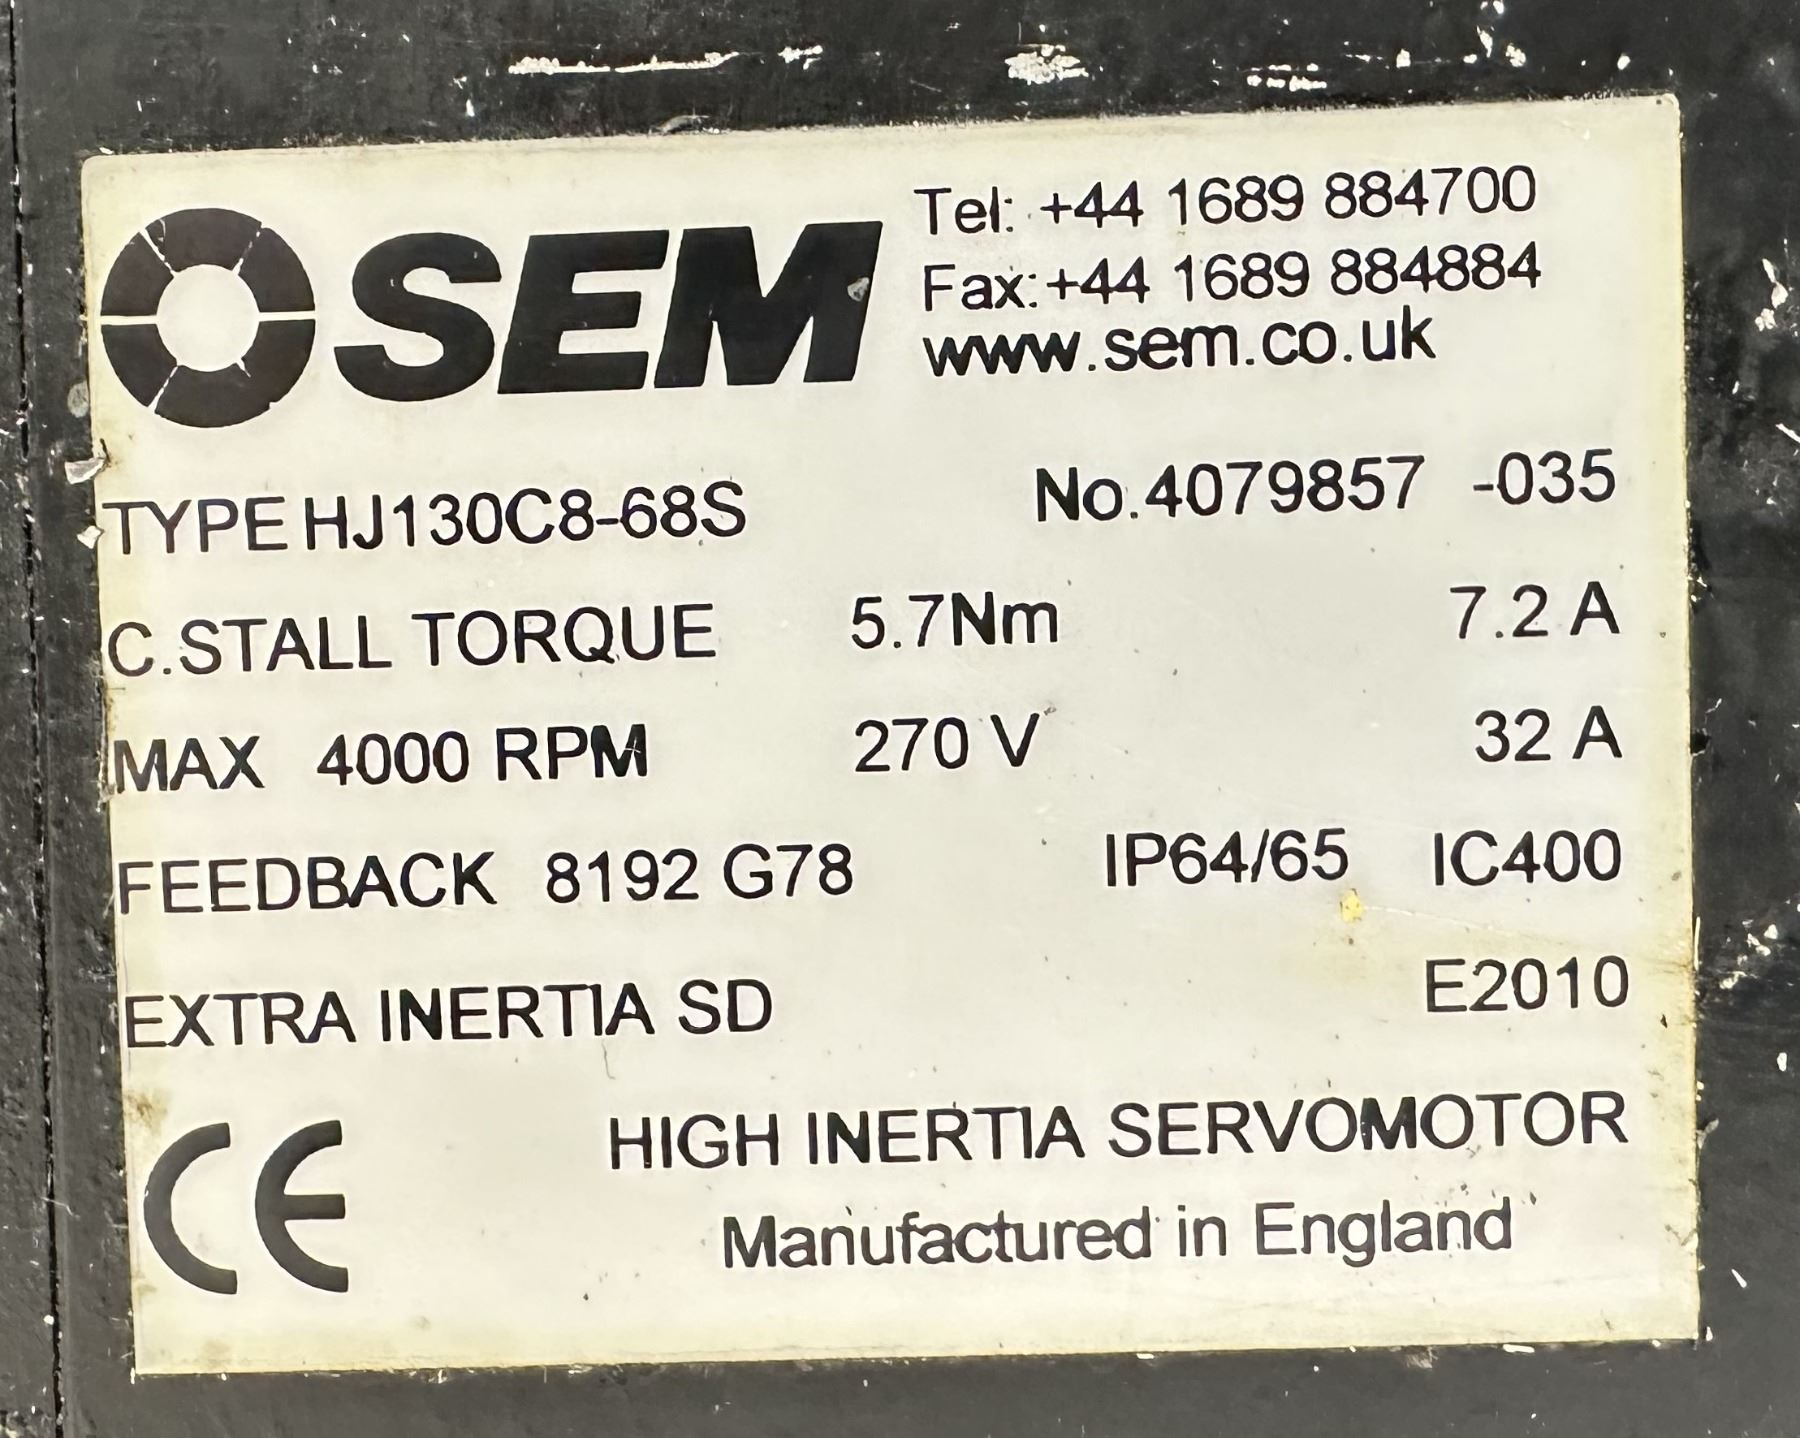 SEM
Tel: +44 1689 884700
Fax:+44 1689 884884
www.sem.co.uk
TYPE HJ130C8-68S No.4079857 -035
C.STALL TORQUE 5.7Nm 7.2 A
MAX 4000 RPM 270 V 32 A
FEEDBACK 8192 G78 IP64/65 IC400
EXTRA INERTIA SD E2010
CE HIGH INERTIA SERVOMOTOR
Manufactured in England